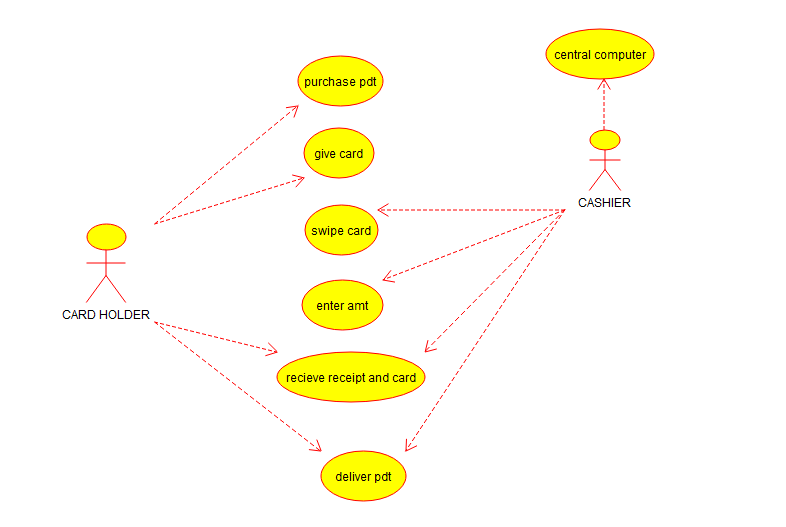 central computer
purchase pdt
give card
CASHIER
swipe card
enter amt
CARD HOLDER
recieve receipt and card
deliver pdt